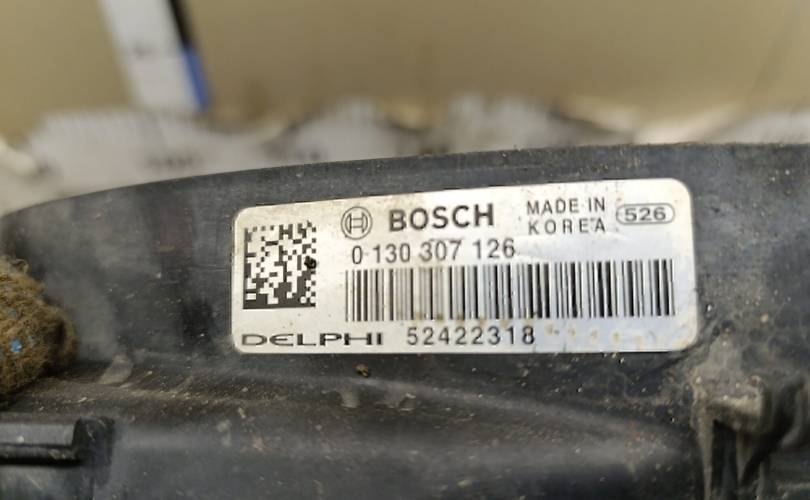 BOSCH MADE IN KOREA 526
0 130 307 126
DELPHI 52422318